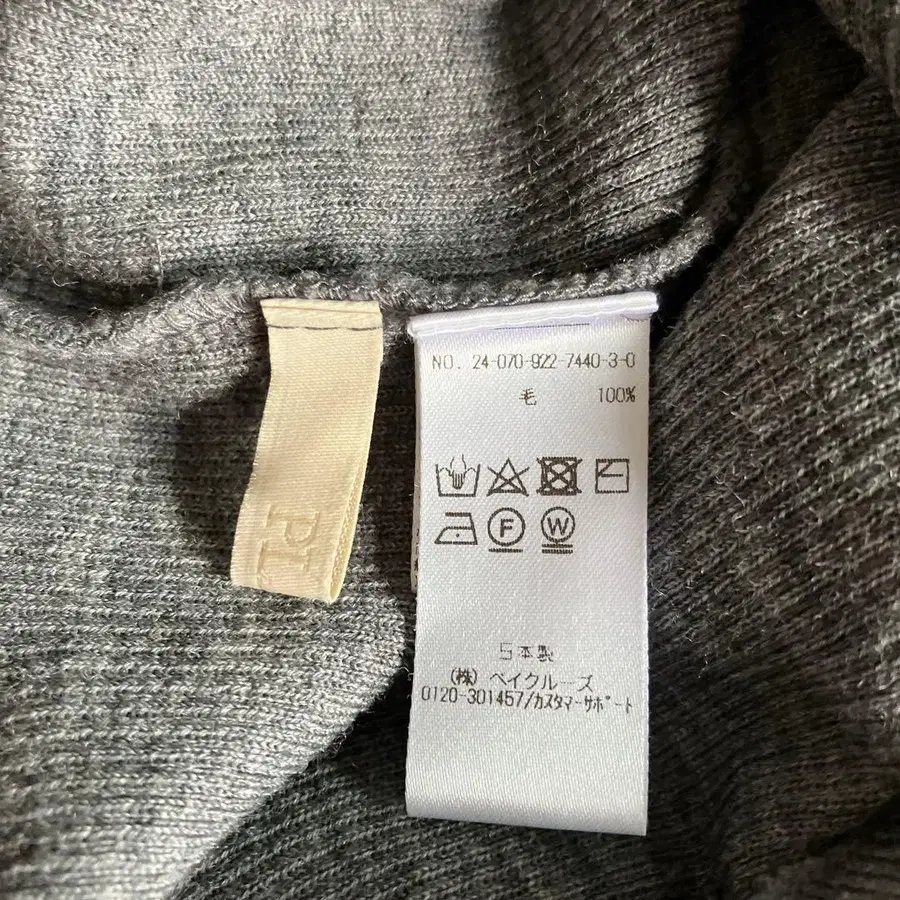 NO. 24-070-922-7440-3-0
毛 100%
F W
本製
(株) ベイクルーズ
0120-301457/カスタマーサポート